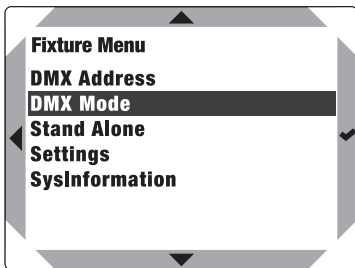 Fixture Menu
DMX Address
DMX Mode
Stand Alone
Settings
SysInformation